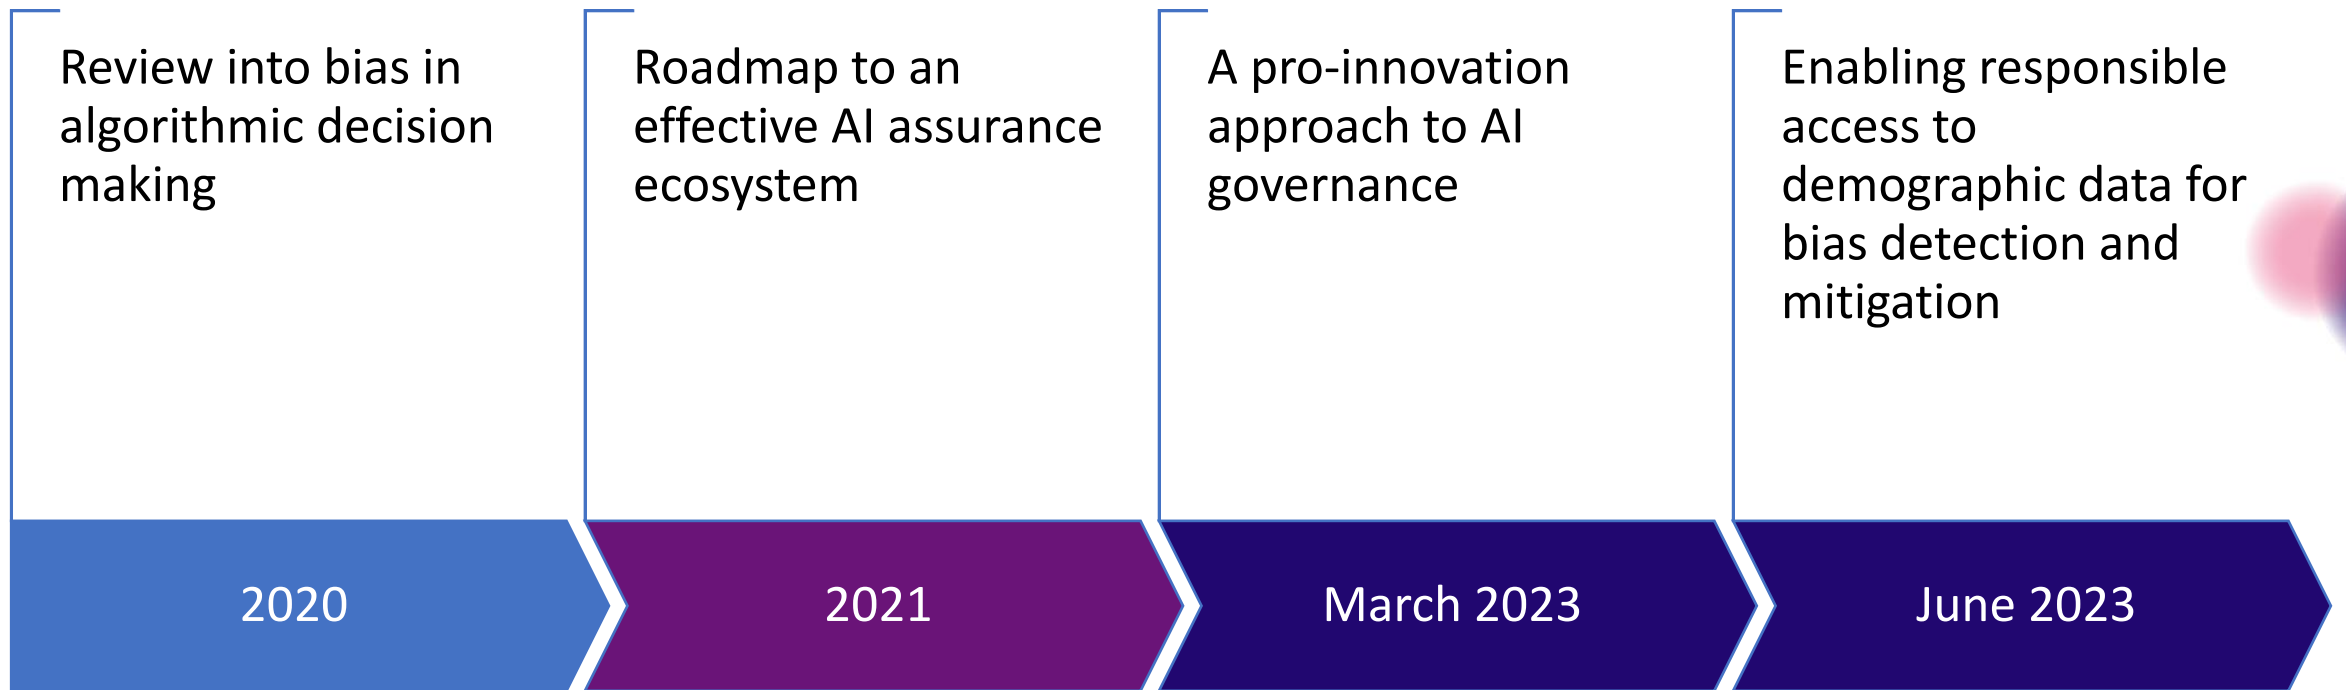 Review into bias in
algorithmic decision
making
Roadmap to an
effective AI assurance
ecosystem
A pro-innovation
approach to AI
governance
Enabling responsible
access to
demographic data for
bias detection and
mitigation
2020
2021
March 2023
June 2023